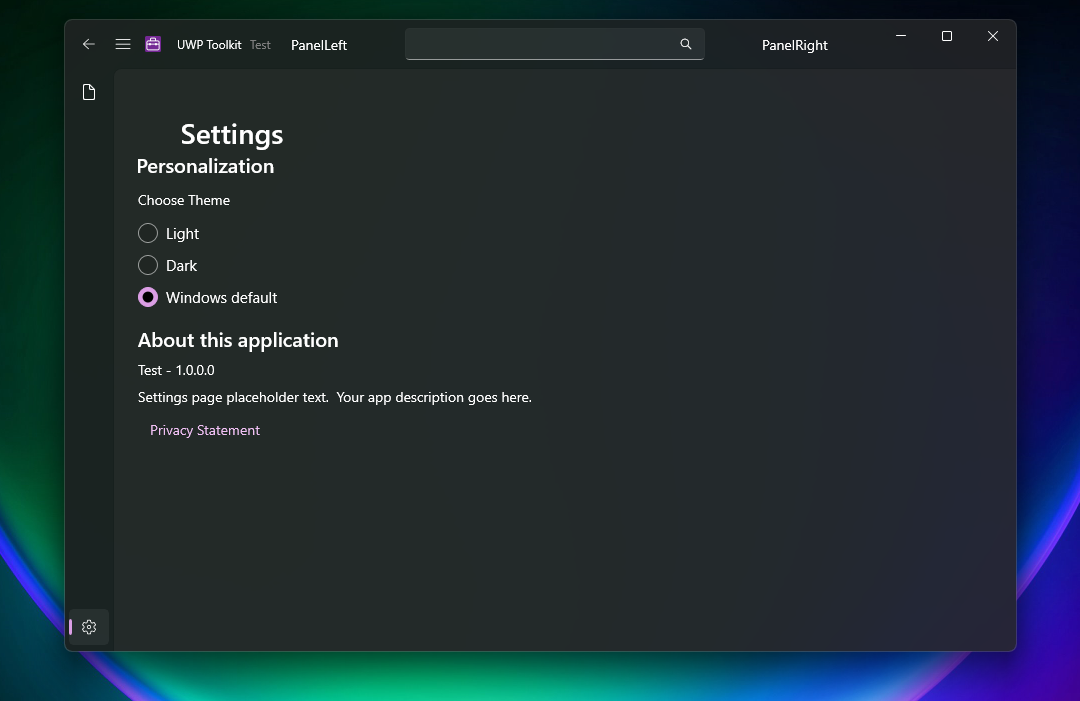 UWP Toolkit Test PanelLeft PanelRight
Settings
Personalization
Choose Theme
Light
Dark
Windows default
About this application
Test - 1.0.0.0
Settings page placeholder text.  Your app description goes here.
Privacy Statement